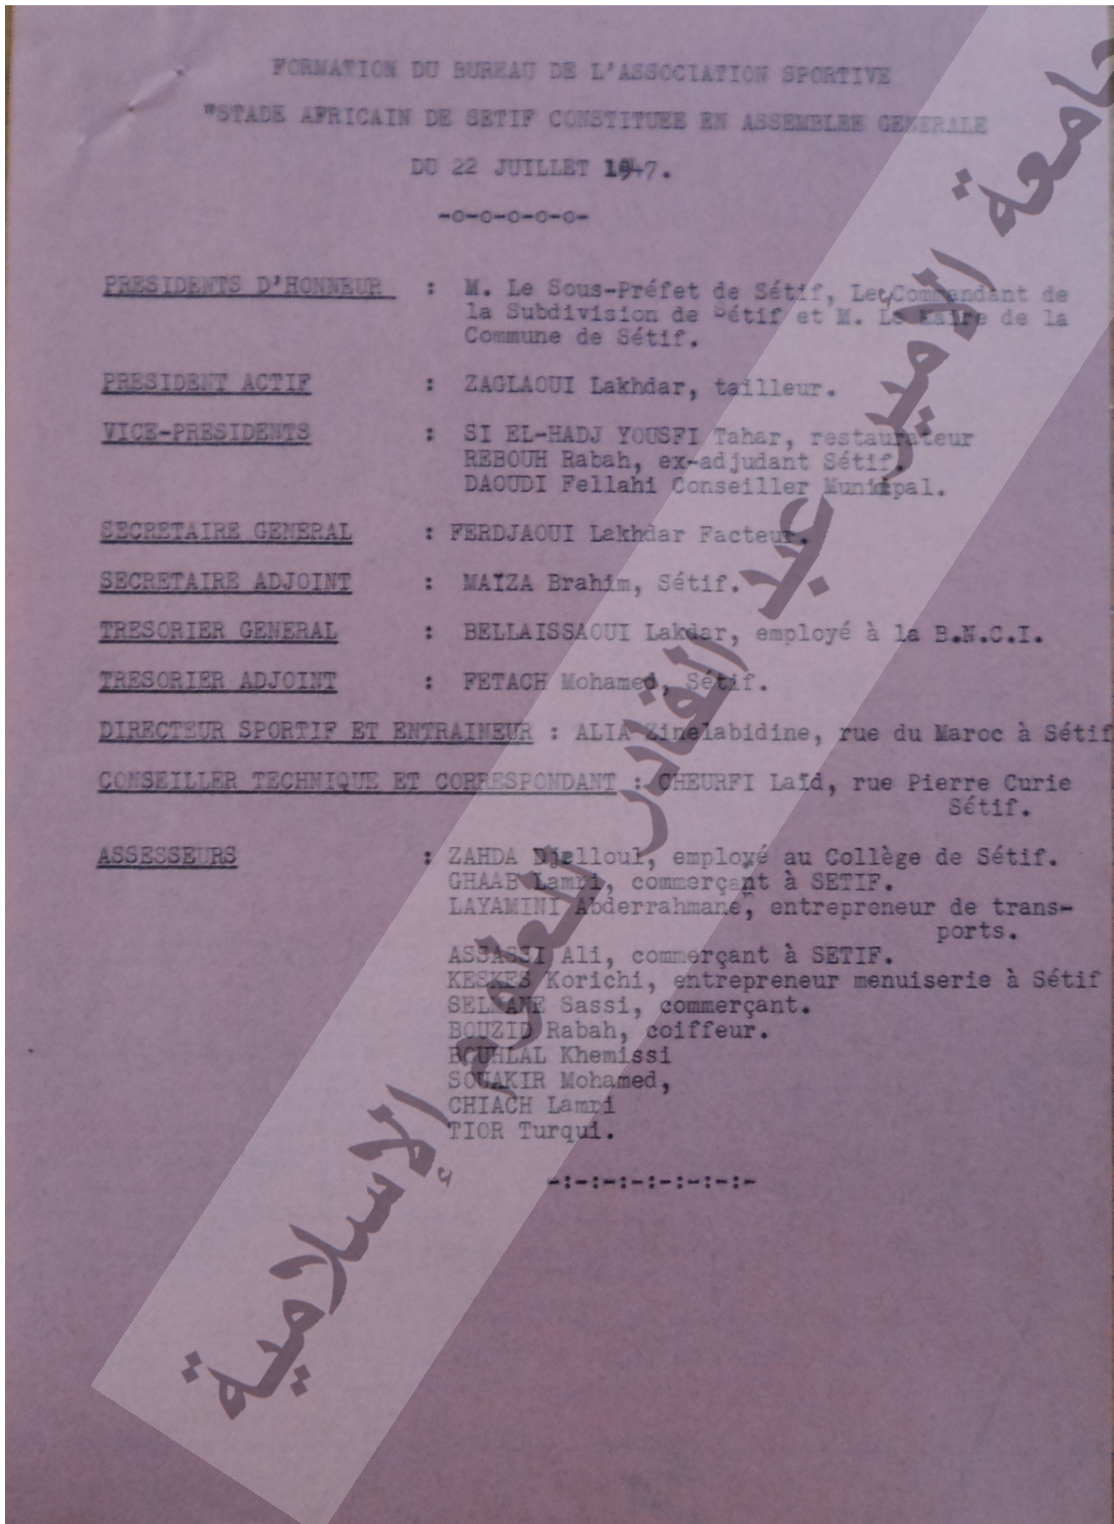 FORMATION DU BUREAU DE L'ASSOCIATION SPORTIVE
"STADE AFRICAIN DE SETIF CONSTITUEE EN ASSEMBLEE GENERALE
DU 22 JUILLET 1947.
-o-o-o-o-o-
PRESIDENTS D'HONNEUR : M. Le Sous-Préfet de Sétif, Le Commandant de
la Subdivision de Sétif et M. Le Maire de la
Commune de Sétif.
PRESIDENT ACTIF : ZAGLAOUI Lakhdar, tailleur.
VICE-PRESIDENTS : SI EL-HADJ YOUSFI Tahar, restaurateur
REBOUH Rabah, ex-adjudant Sétif.
DAOUDI Fellahi Conseiller Municipal.
SECRETAIRE GENERAL : FERDJAOUI Lakhdar Facteur.
SECRETAIRE ADJOINT : MAÏZA Brahim, Sétif.
TRESORIER GENERAL : BELLAISSAOUI Lakdar, employé à la B.N.C.I.
TRESORIER ADJOINT : FETACH Mohamed, Sétif.
DIRECTEUR SPORTIF ET ENTRAINEUR : ALIA Zinelabidine, rue du Maroc à Sétif
CONSEILLER TECHNIQUE ET CORRESPONDANT : CHEURFI Laïd, rue Pierre Curie
Sétif.
ASSESSEURS : ZAHDA Djelloul, employé au Collège de Sétif.
GHAAB Lamri, commerçant à SETIF.
LAYAMINI Abderrahmane, entrepreneur de trans-
ports.
ASSASSI Ali, commerçant à SETIF.
KESKES Korichi, entrepreneur menuiserie à Sétif
SELMANE Sassi, commerçant.
BOUZID Rabah, coiffeur.
BOUHLAL Khemissi
SOUAKIR Mohamed,
CHIACH Lamri
TIOR Turqui.
-:-:-:-:-:-:-:-
جامعة الأمير عبد القادر للعلوم الإسلامية